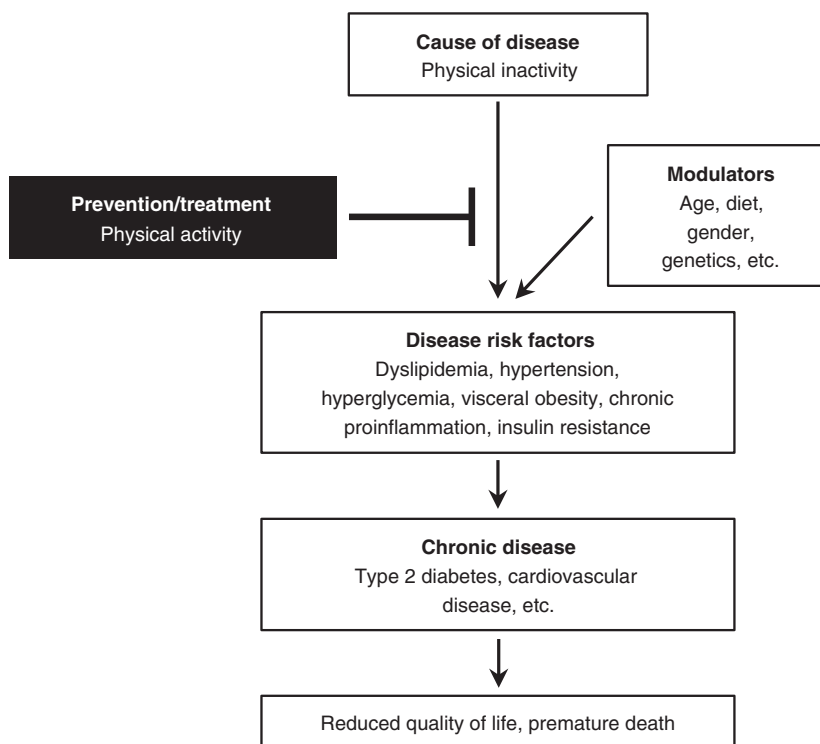 Cause of disease
Physical inactivity
Prevention/treatment
Physical activity
Modulators
Age, diet,
gender,
genetics, etc.
Disease risk factors
Dyslipidemia, hypertension,
hyperglycemia, visceral obesity, chronic
proinflammation, insulin resistance
Chronic disease
Type 2 diabetes, cardiovascular
disease, etc.
Reduced quality of life, premature death